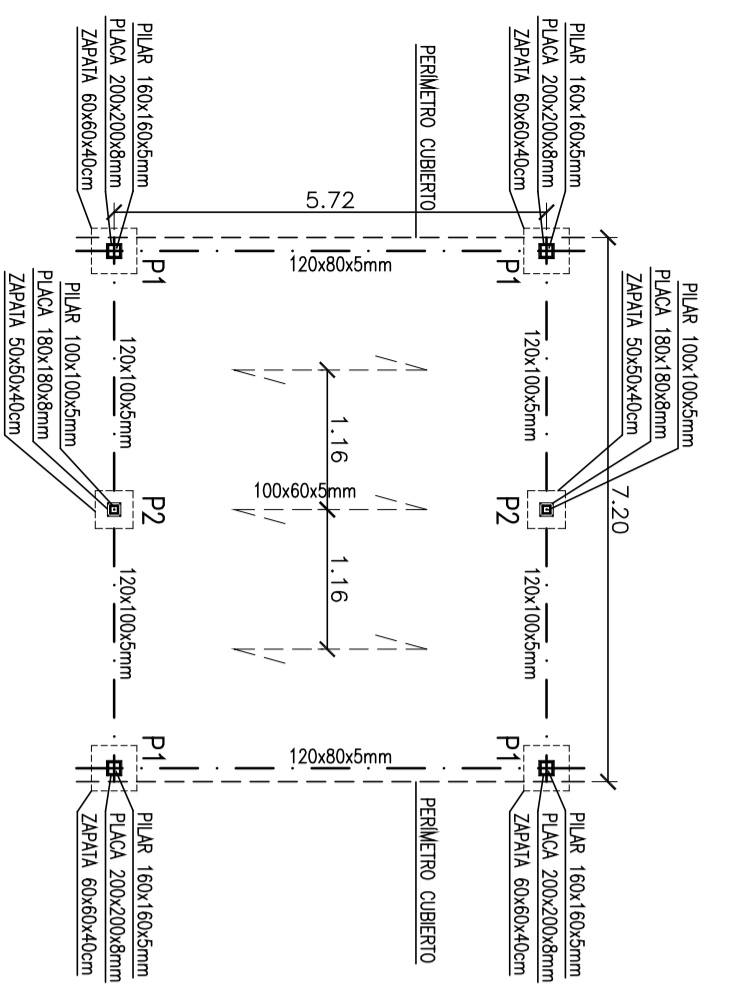 PILAR 160x160x5mm
PLACA 200x200x8mm
ZAPATA 60x60x40cm
PERÍMETRO CUBIERTO
PILAR 160x160x5mm
PLACA 200x200x8mm
ZAPATA 60x60x40cm
5.72
P1
120x80x5mm
P1
PILAR 100x100x5mm
PLACA 180x180x8mm
ZAPATA 50x50x40cm
120x100x5mm
1.16
120x100x5mm
PILAR 100x100x5mm
PLACA 180x180x8mm
ZAPATA 50x50x40cm
P2
100x60x5mm
P2
7.20
120x100x5mm
1.16
120x100x5mm
P1
120x80x5mm
P1
PILAR 160x160x5mm
PLACA 200x200x8mm
ZAPATA 60x60x40cm
PERÍMETRO CUBIERTO
PILAR 160x160x5mm
PLACA 200x200x8mm
ZAPATA 60x60x40cm